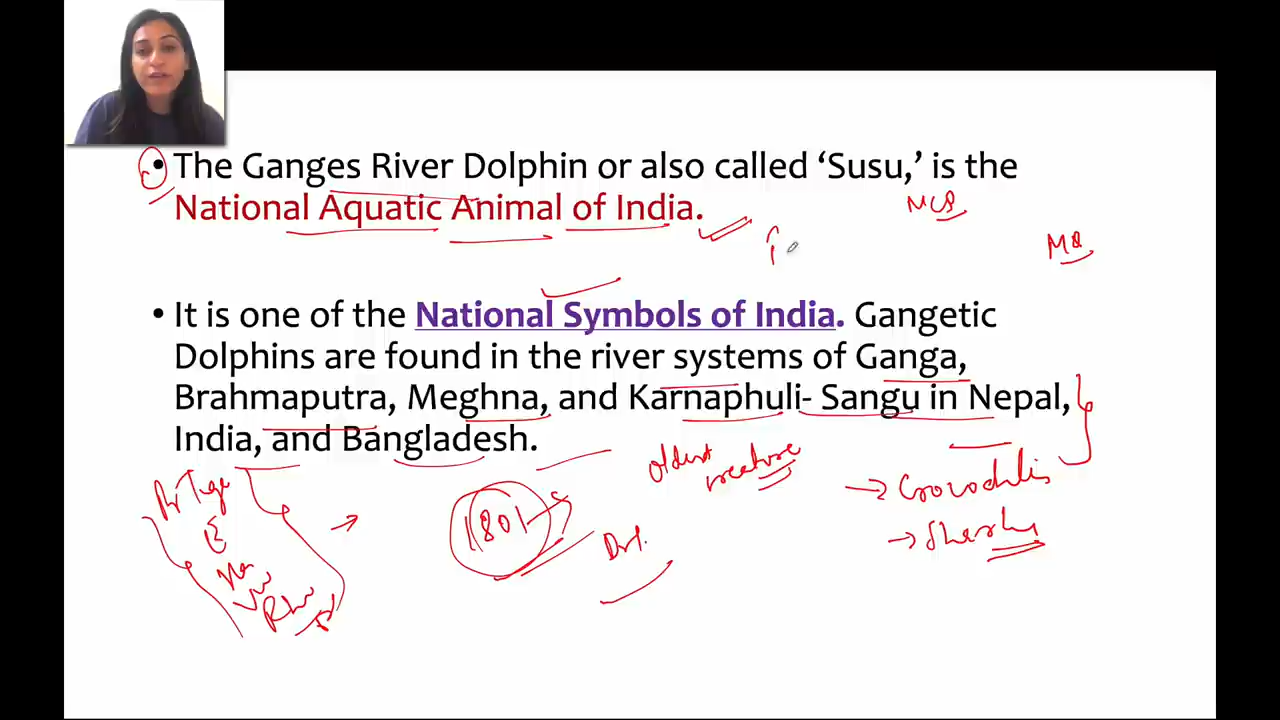 • The Ganges River Dolphin or also called ‘Susu,’ is the
National Aquatic Animal of India.
MCQ
MQ
• It is one of the National Symbols of India. Gangetic
Dolphins are found in the river systems of Ganga,
Brahmaputra, Meghna, and Karnaphuli- Sangu in Nepal,
India, and Bangladesh.
oldest
creature
→ Crocodiles
→ Sharks
1801